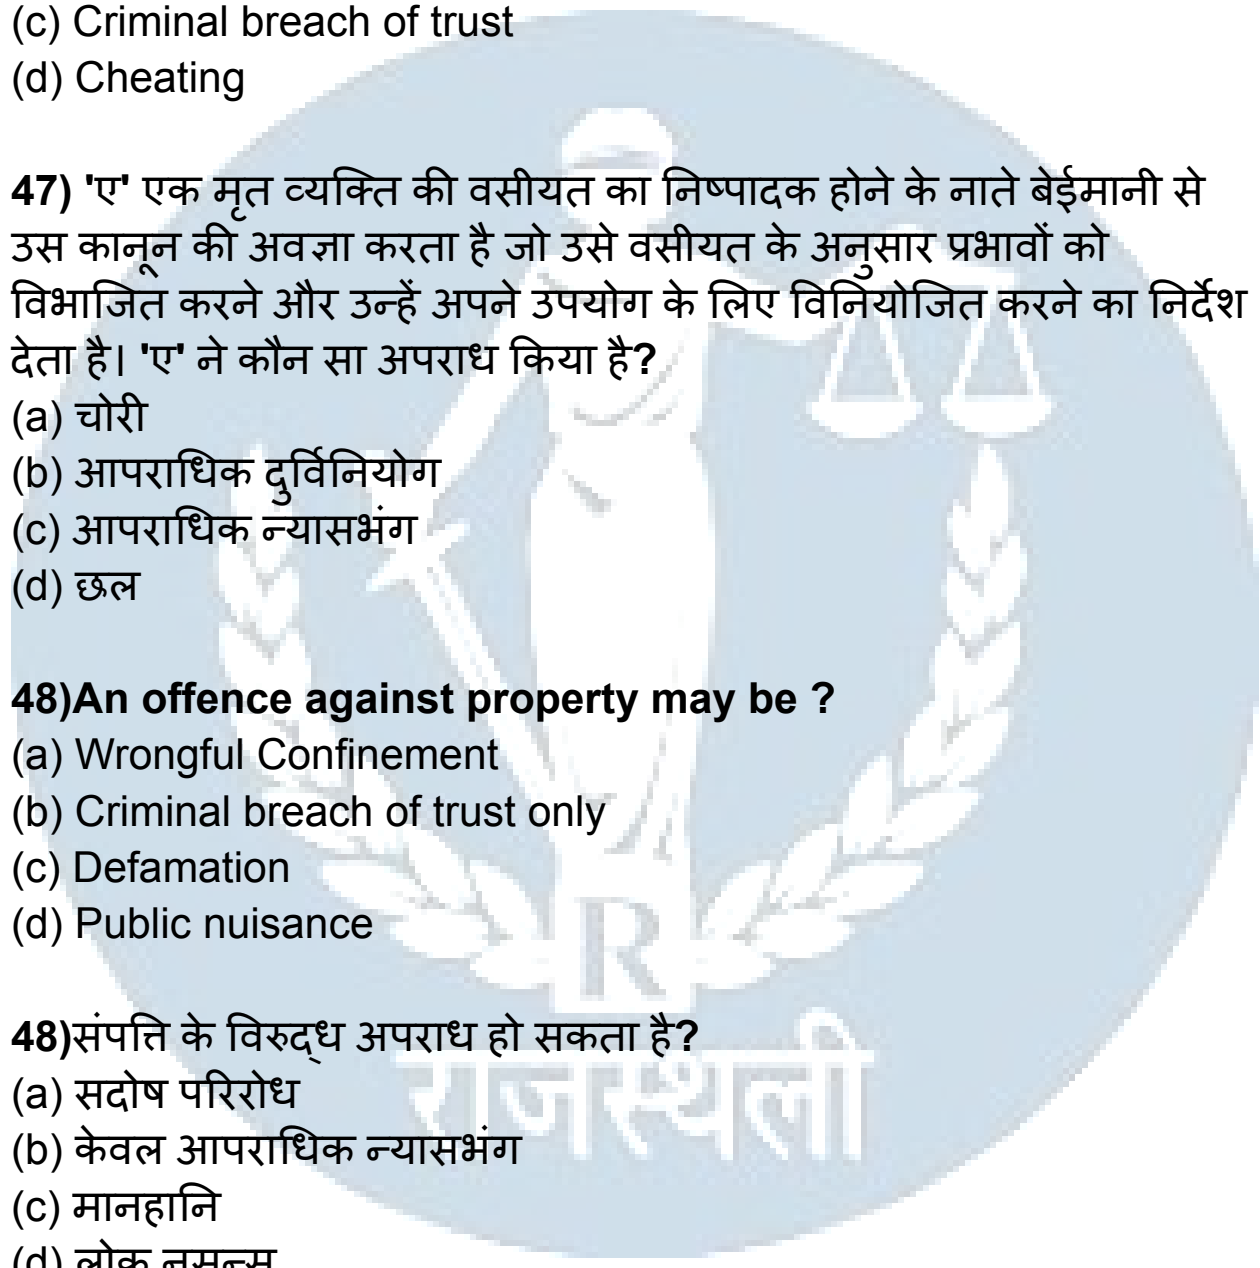 (c) Criminal breach of trust
(d) Cheating
47) 'ए' एक मृत व्यक्ति की वसीयत का निष्पादक होने के नाते बेईमानी से
उस कानून की अवज्ञा करता है जो उसे वसीयत के अनुसार प्रभावों को
विभाजित करने और उन्हें अपने उपयोग के लिए विनियोजित करने का निर्देश
देता है। 'ए' ने कौन सा अपराध किया है?
(a) चोरी
(b) आपराधिक दुर्विनियोग
(c) आपराधिक न्यासभंग
(d) छल
48)An offence against property may be ?
(a) Wrongful Confinement
(b) Criminal breach of trust only
(c) Defamation
(d) Public nuisance
R
48)संपत्ति के विरुद्ध अपराध हो सकता है?
राजस्थली
(a) सदोष परिरोध
(b) केवल आपराधिक न्यासभंग
(c) मानहानि
(d) लोक नूसन्स